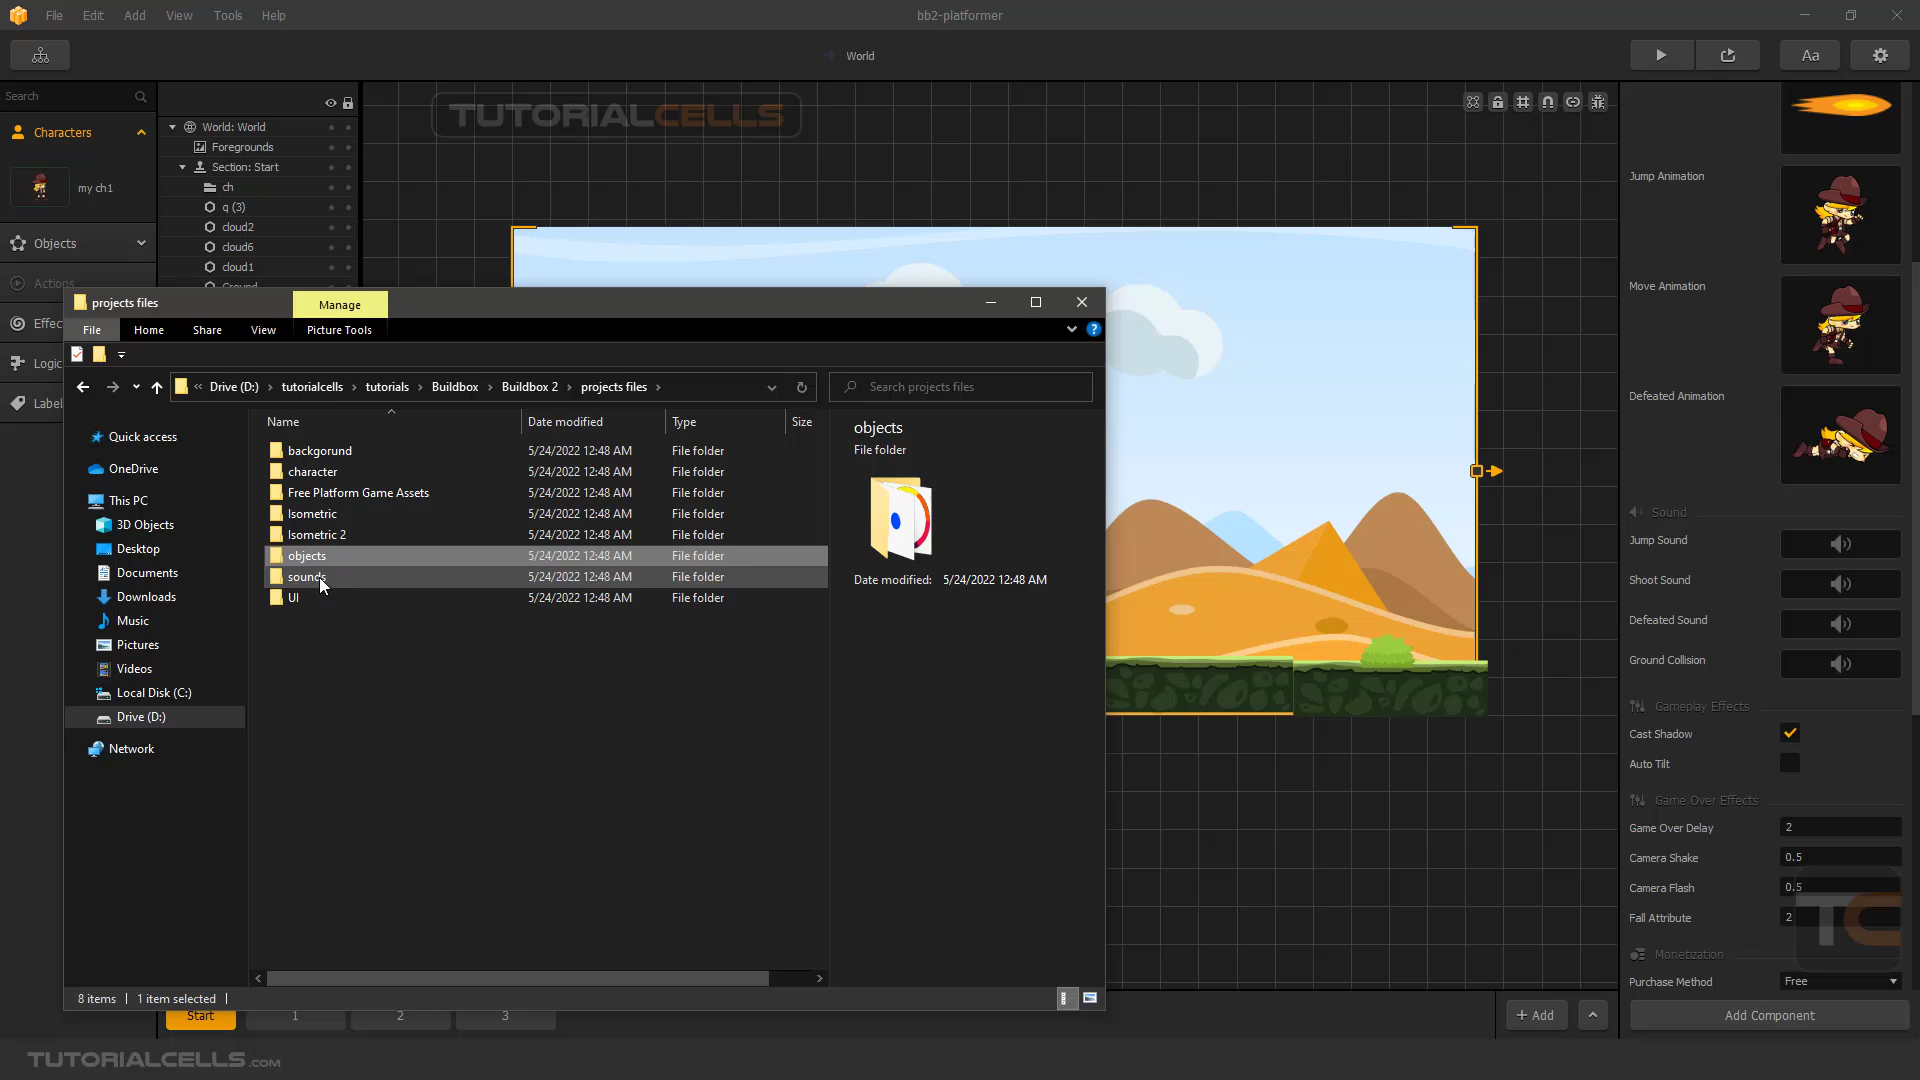 File Edit Add View Tools Help
bb2-platformer
World
Aa
Search
Characters
my ch1
Objects
Actions
Effec
Logic
Label
World: World
Foregrounds
Section: Start
ch
q (3)
cloud2
cloud6
cloud1
Ground
TUTORIALCELLS
projects files
Manage
File Home Share View Picture Tools
« Drive (D:) > tutorialcells > tutorials > Buildbox > Buildbox 2 > projects files >
Search projects files
Quick access
OneDrive
This PC
3D Objects
Desktop
Documents
Downloads
Music
Pictures
Videos
Local Disk (C:)
Drive (D:)
Network
Name Date modified Type Size
backgorund 5/24/2022 12:48 AM File folder
character 5/24/2022 12:48 AM File folder
Free Platform Game Assets 5/24/2022 12:48 AM File folder
Isometric 5/24/2022 12:48 AM File folder
Isometric 2 5/24/2022 12:48 AM File folder
objects 5/24/2022 12:48 AM File folder
sounds 5/24/2022 12:48 AM File folder
UI 5/24/2022 12:48 AM File folder
objects
File folder
Date modified: 5/24/2022 12:48 AM
8 items 1 item selected
Jump Animation
Move Animation
Defeated Animation
Sound
Jump Sound
Shoot Sound
Defeated Sound
Ground Collision
Gameplay Effects
Cast Shadow
Auto Tilt
Game Over Effects
Game Over Delay 2
Camera Shake 0.5
Camera Flash 0.5
Fall Attribute 2
Monetization
Purchase Method Free
Add Component
Start 1 2 3
+ Add
TC
TUTORIALCELLS.COM